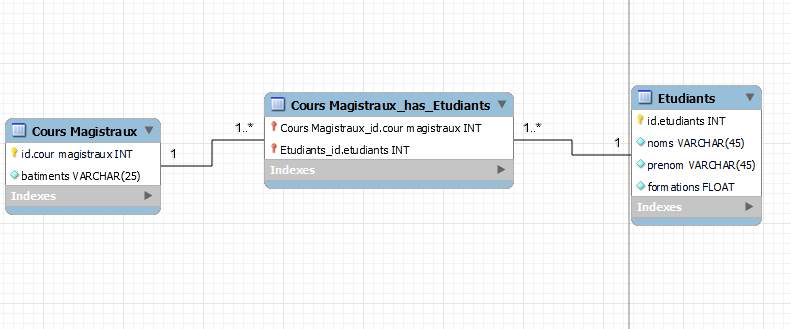 Cours Magistraux
id.cour magistraux INT
batiments VARCHAR(25)
Indexes
1
1..*
Cours Magistraux_has_Etudiants
Cours Magistraux_id.cour magistraux INT
Etudiants_id.etudiants INT
Indexes
1..*
1
Etudiants
id.etudiants INT
noms VARCHAR(45)
prenom VARCHAR(45)
formations FLOAT
Indexes